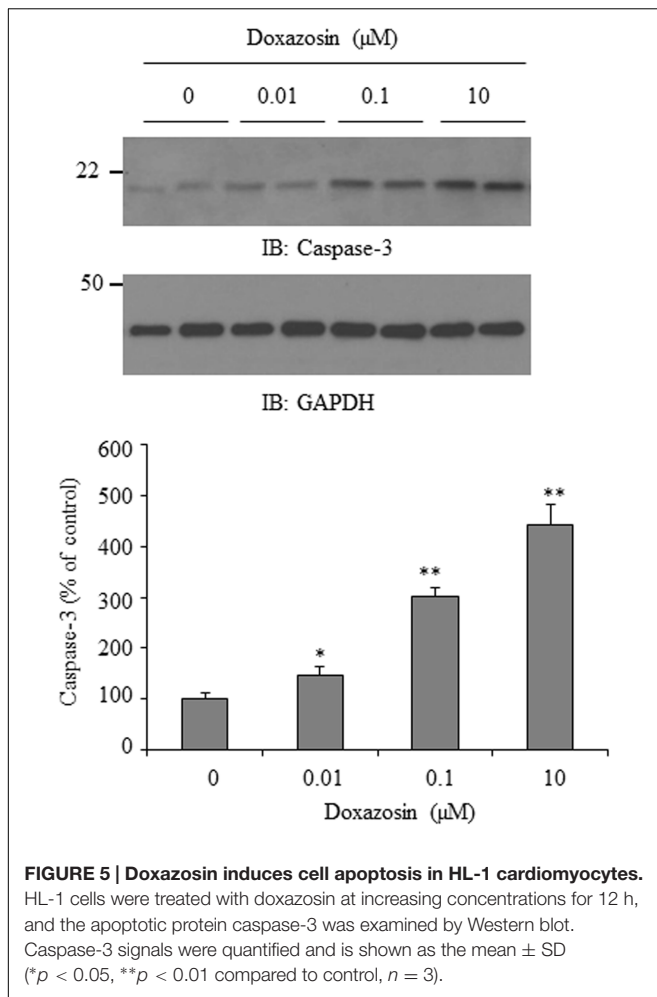 Doxazosin (μM)
0 0.01 0.1 10
22
IB: Caspase-3
50
IB: GAPDH
600
500
400
300
200
100
0
Caspase-3 (% of control)
*
**
**
0 0.01 0.1 10
Doxazosin (μM)
FIGURE 5 | Doxazosin induces cell apoptosis in HL-1 cardiomyocytes.
HL-1 cells were treated with doxazosin at increasing concentrations for 12 h,
and the apoptotic protein caspase-3 was examined by Western blot.
Caspase-3 signals were quantified and is shown as the mean ± SD
(*p < 0.05, **p < 0.01 compared to control, n = 3).